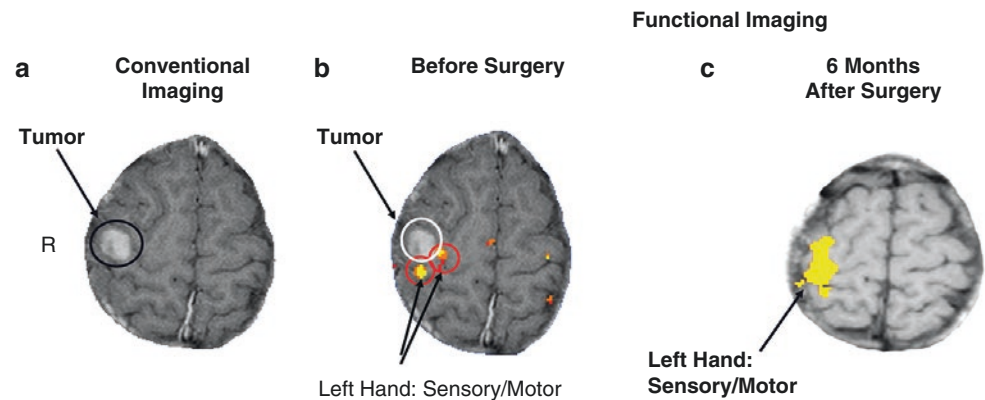 Functional Imaging
a
Conventional
Imaging
b
Before Surgery
c
6 Months
After Surgery
Tumor
Tumor
R
Left Hand: Sensory/Motor
Left Hand:
Sensory/Motor